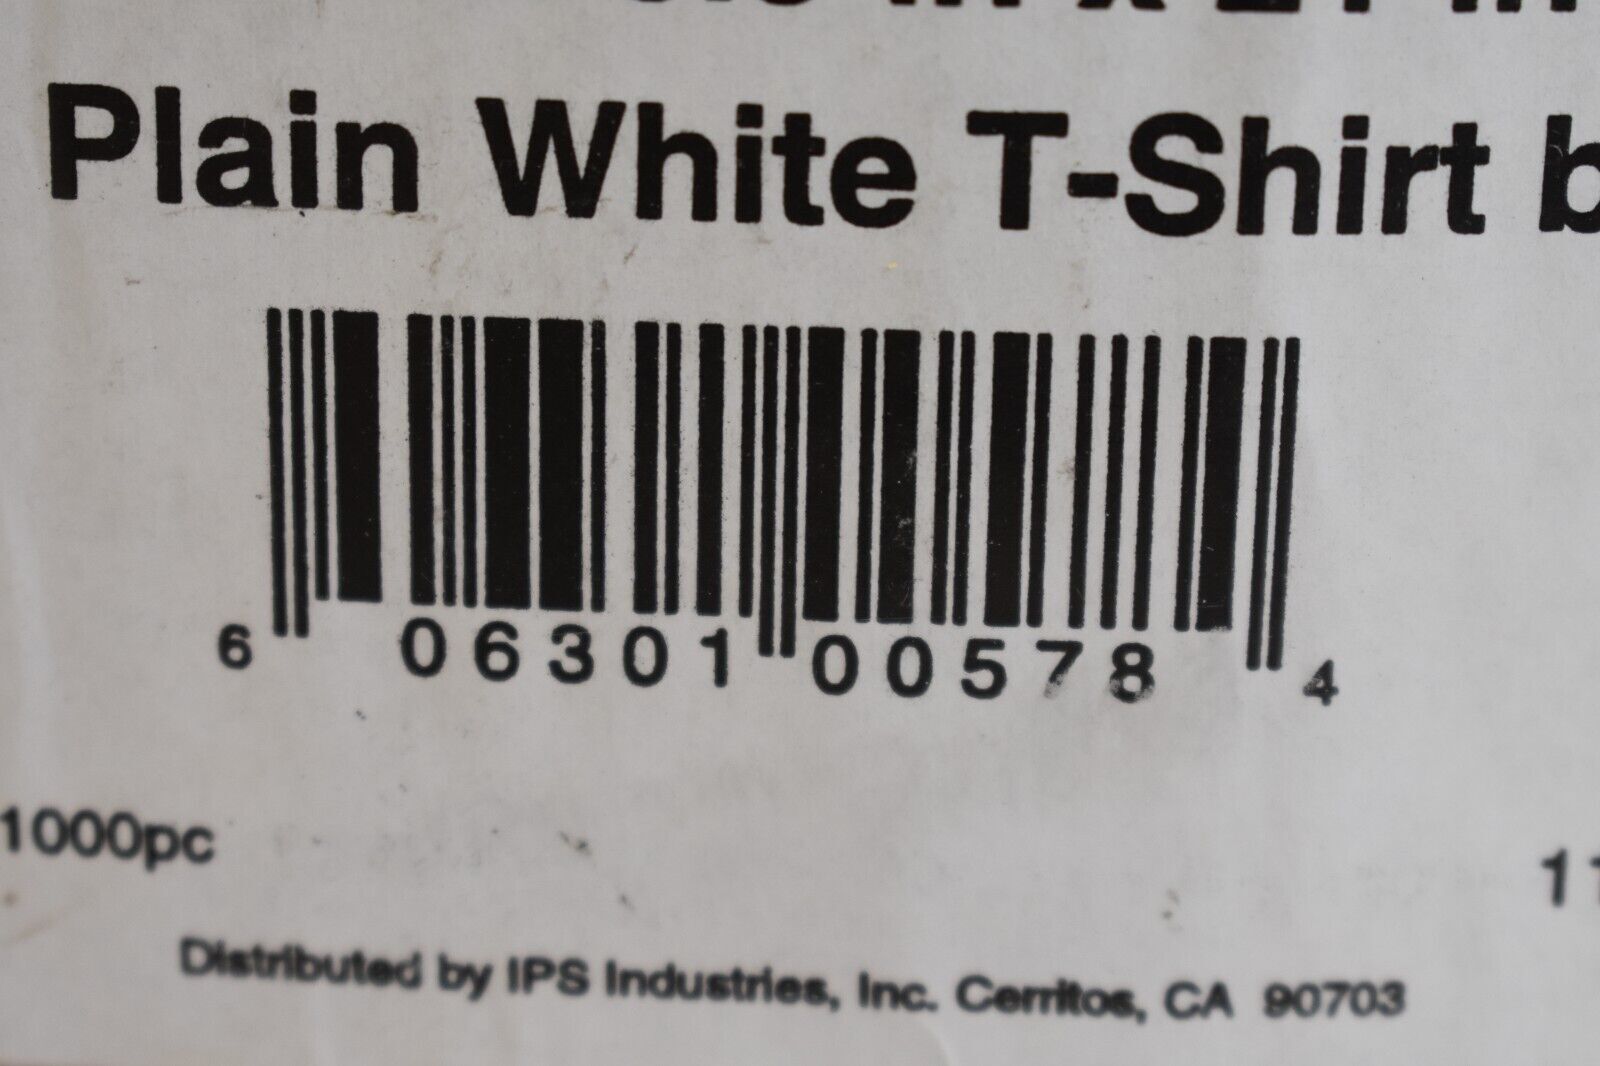 Plain White T-Shirt
6 06301 00578 4
1000pc
Distributed by IPS Industries, Inc. Cerritos, CA 90703